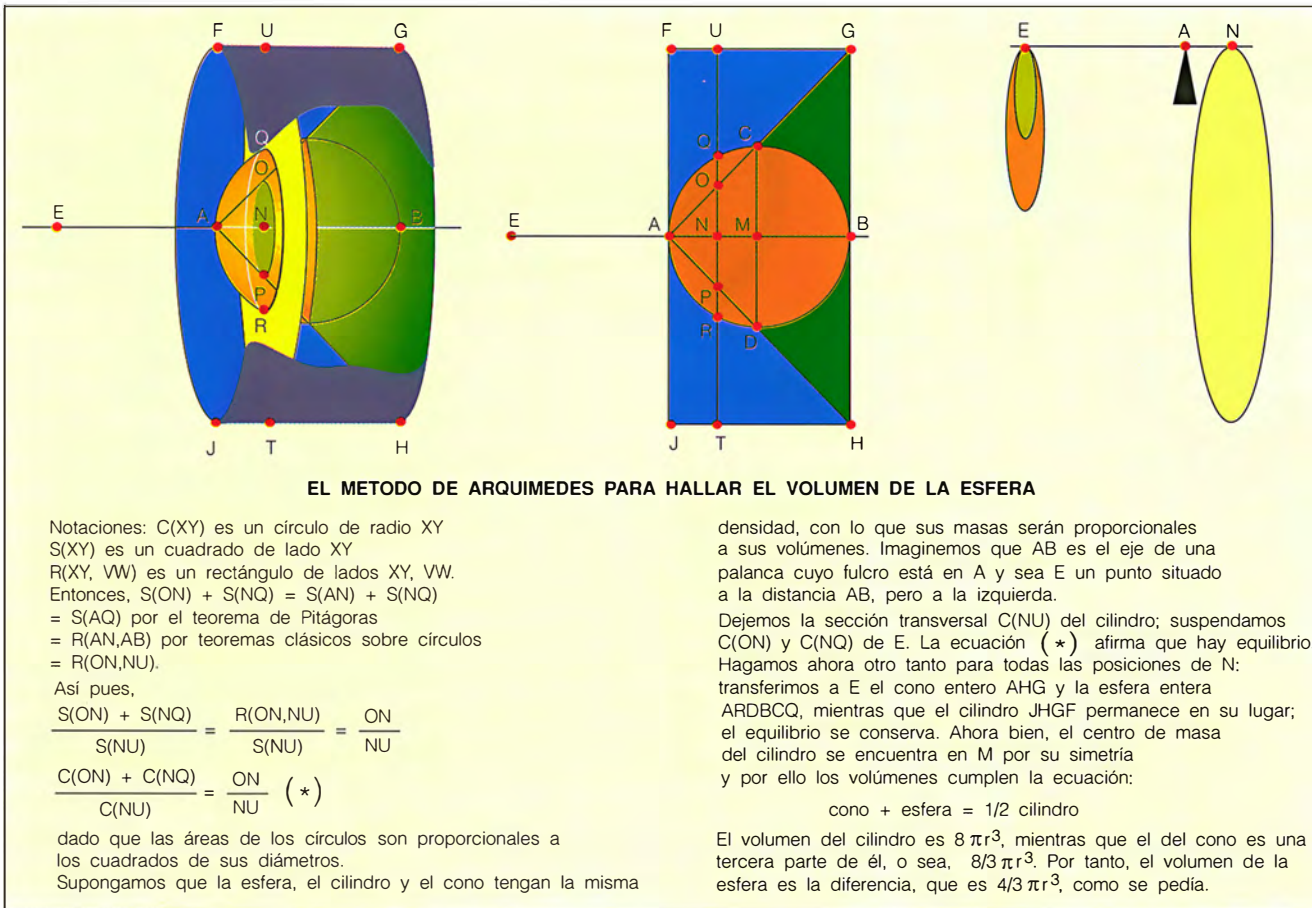 F U G
Q
O
E A N B
P
R
J T H
F U G
Q C
O
E A N M B
P
R D
J T H
E A N
EL METODO DE ARQUIMEDES PARA HALLAR EL VOLUMEN DE LA ESFERA
Notaciones: C(XY) es un círculo de radio XY
S(XY) es un cuadrado de lado XY
R(XY, VW) es un rectángulo de lados XY, VW.
Entonces, S(ON) + S(NQ) = S(AN) + S(NQ)
= S(AQ) por el teorema de Pitágoras
= R(AN,AB) por teoremas clásicos sobre círculos
= R(ON,NU).
Así pues,
S(ON) + S(NQ) / S(NU) = R(ON,NU) / S(NU) = ON / NU
C(ON) + C(NQ) / C(NU) = ON / NU (*)
dado que las áreas de los círculos son proporcionales a
los cuadrados de sus diámetros.
Supongamos que la esfera, el cilindro y el cono tengan la misma
densidad, con lo que sus masas serán proporcionales
a sus volúmenes. Imaginemos que AB es el eje de una
palanca cuyo fulcro está en A y sea E un punto situado
a la distancia AB, pero a la izquierda.
Dejemos la sección transversal C(NU) del cilindro; suspendamos
C(ON) y C(NQ) de E. La ecuación (*) afirma que hay equilibrio.
Hagamos ahora otro tanto para todas las posiciones de N:
transferimos a E el cono entero AHG y la esfera entera
ARDBCQ, mientras que el cilindro JHGF permanece en su lugar;
el equilibrio se conserva. Ahora bien, el centro de masa
del cilindro se encuentra en M por su simetría
y por ello los volúmenes cumplen la ecuación:
cono + esfera = 1/2 cilindro
El volumen del cilindro es 8 πr³, mientras que el del cono es una
tercera parte de él, o sea, 8/3 πr³. Por tanto, el volumen de la
esfera es la diferencia, que es 4/3 πr³, como se pedía.